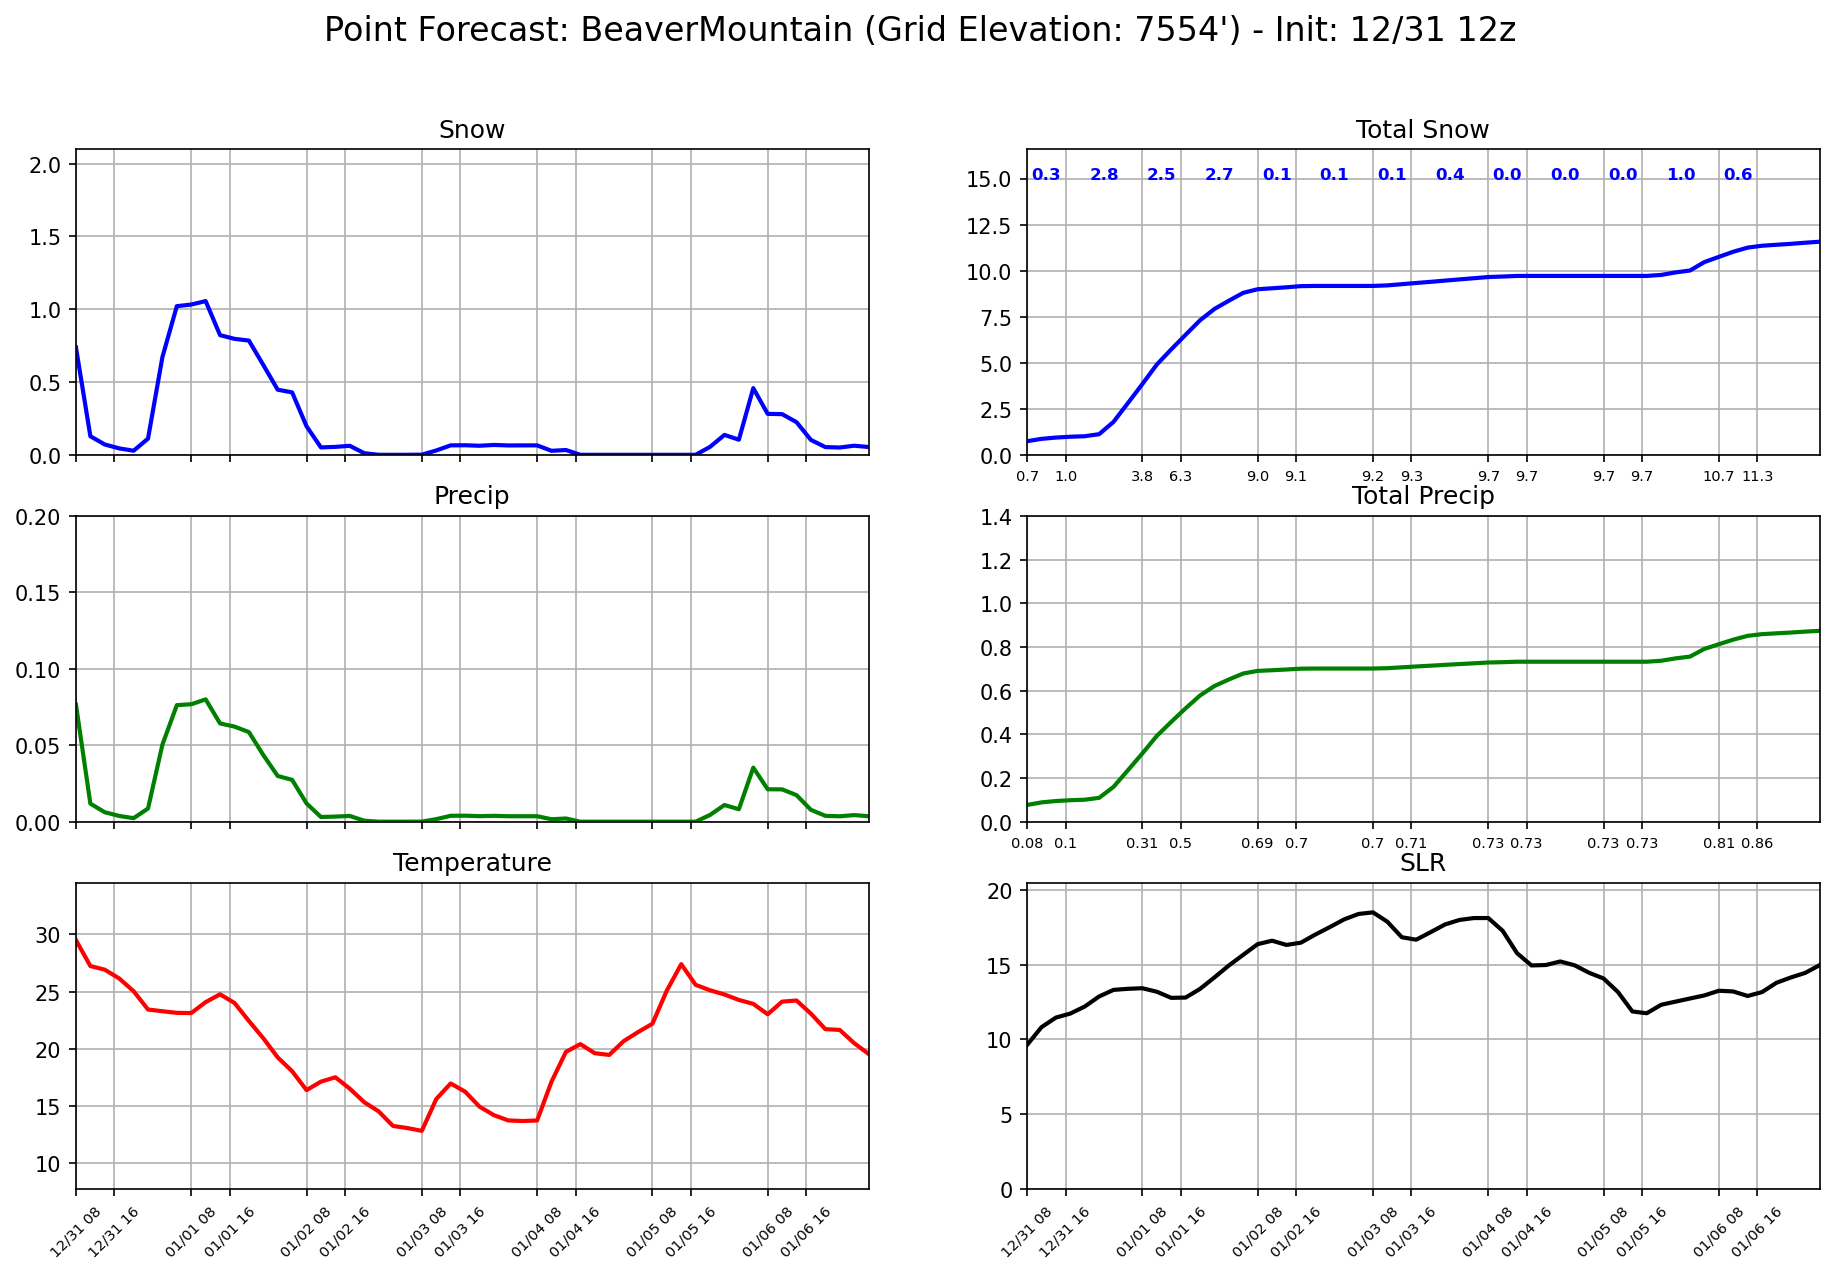 Point Forecast: BeaverMountain (Grid Elevation: 7554') - Init: 12/31 12z
Snow
2.0
1.5
1.0
0.5
0.0
Total Snow
15.0
12.5
10.0
7.5
5.0
2.5
0.0
0.3 2.8 2.5 2.7 0.1 0.1 0.1 0.4 0.0 0.0 0.0 1.0 0.6
0.7 1.0 3.8 6.3 9.0 9.1 9.2 9.3 9.7 9.7 9.7 9.7 10.7 11.3
Precip
0.20
0.15
0.10
0.05
0.00
Total Precip
1.4
1.2
1.0
0.8
0.6
0.4
0.2
0.0
0.08 0.1 0.31 0.5 0.69 0.7 0.7 0.71 0.73 0.73 0.73 0.73 0.81 0.86
Temperature
30
25
20
15
10
12/31 08 12/31 16 01/01 08 01/01 16 01/02 08 01/02 16 01/03 08 01/03 16 01/04 08 01/04 16 01/05 08 01/05 16 01/06 08 01/06 16
SLR
20
15
10
5
0
12/31 08 12/31 16 01/01 08 01/01 16 01/02 08 01/02 16 01/03 08 01/03 16 01/04 08 01/04 16 01/05 08 01/05 16 01/06 08 01/06 16